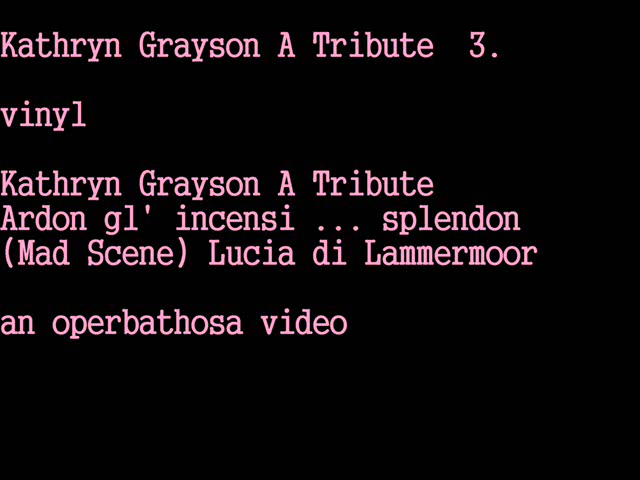 Kathryn Grayson A Tribute  3.
vinyl
Kathryn Grayson A Tribute
Ardon gl' incensi ... splendon
(Mad Scene) Lucia di Lammermoor
an operbathosa video